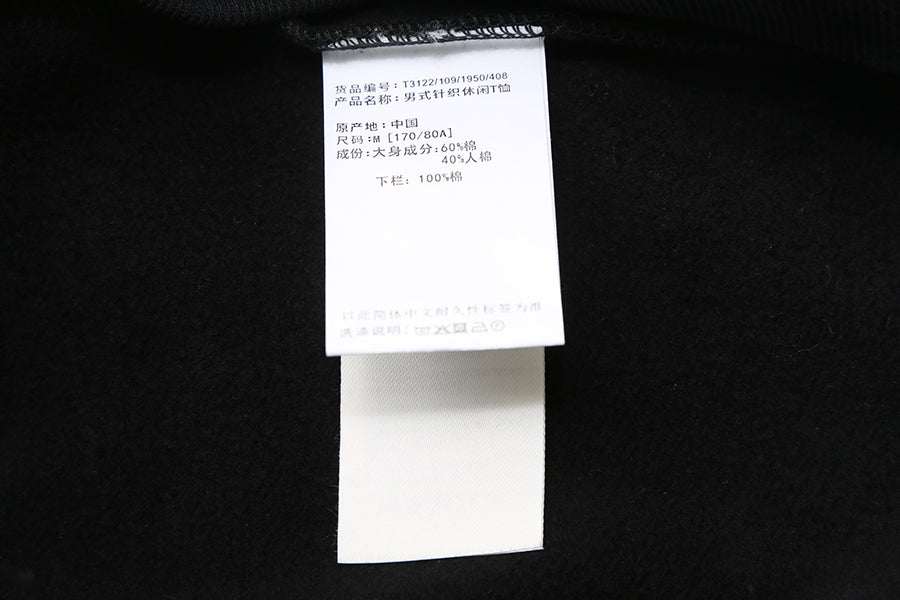 货品编号：T3122/109/1950/408
产品名称：男式针织休闲T恤
原产地：中国
尺码：M [170/80A]
成份：大身成分：60%棉
40%人棉
下栏：100%棉
以此简体中文耐久性标签为准
洗涤说明：